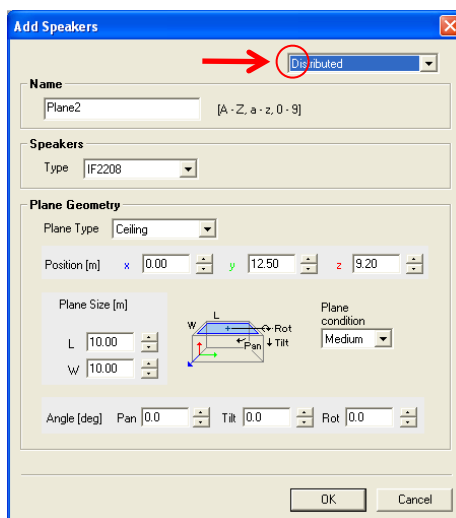 Add Speakers
Distributed
Name
Plane2 [A - Z, a - z, 0 - 9]
Speakers
Type IF2208
Plane Geometry
Plane Type Ceiling
Position [m] x 0.00 y 12.50 z 9.20
Plane Size [m]
L 10.00
W 10.00
L
W
Rot
Pan
Tilt
Plane
condition
Medium
Angle [deg] Pan 0.0 Tilt 0.0 Rot 0.0
OK Cancel